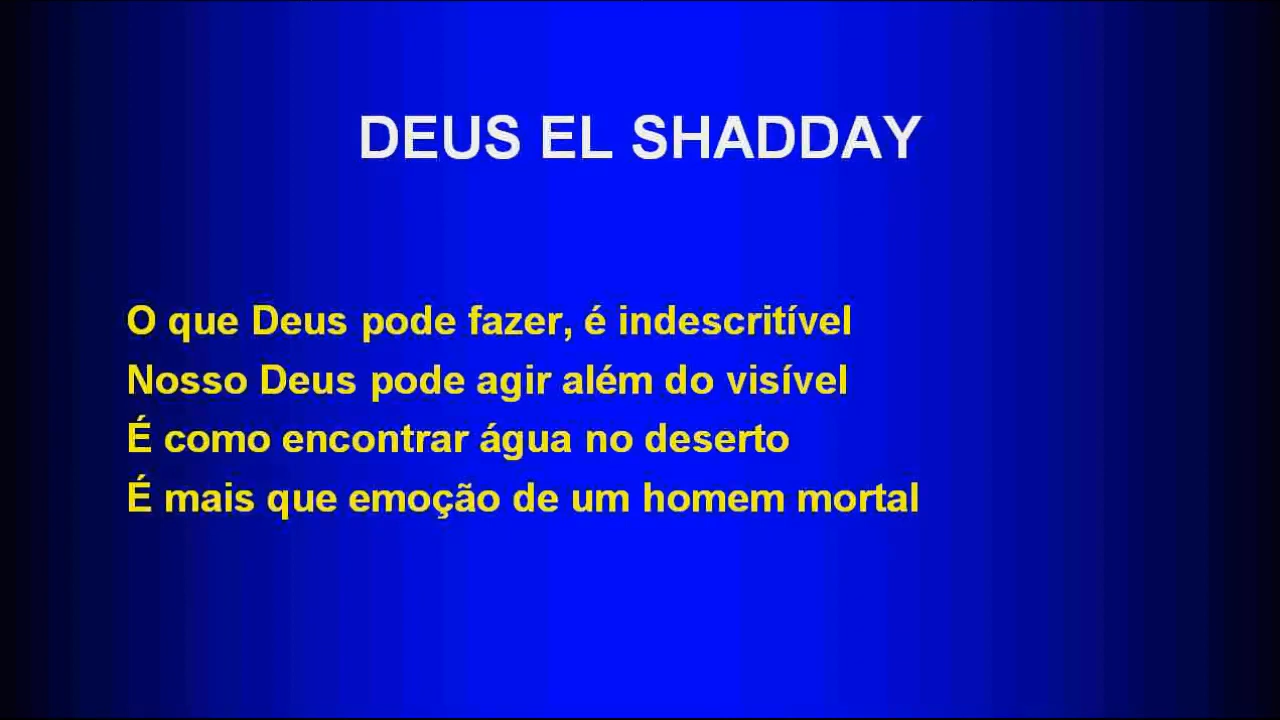 DEUS EL SHADDAY
O que Deus pode fazer, é indescritível
Nosso Deus pode agir além do visível
É como encontrar água no deserto
É mais que emoção de um homem mortal